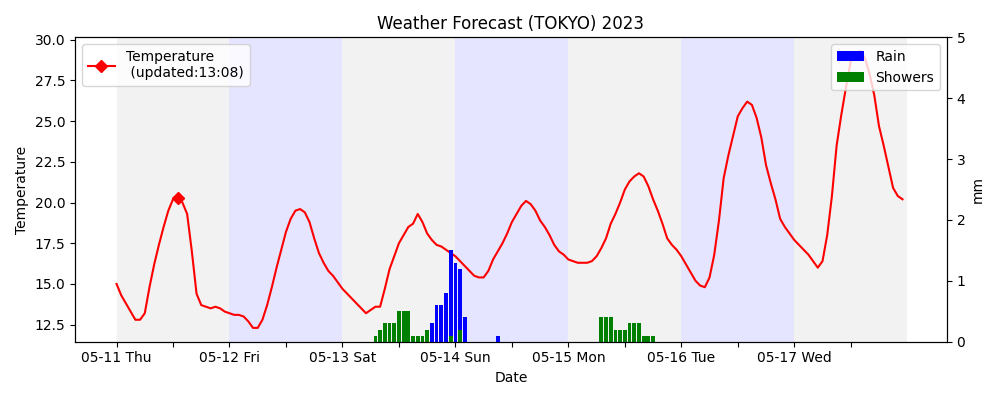 Weather Forecast (TOKYO) 2023
Temperature
(updated:13:08)
Rain
Showers
30.0
27.5
25.0
22.5
20.0
17.5
15.0
12.5
Temperature
5
4
3
2
1
0
mm
05-11 Thu
05-12 Fri
05-13 Sat
05-14 Sun
05-15 Mon
05-16 Tue
05-17 Wed
Date